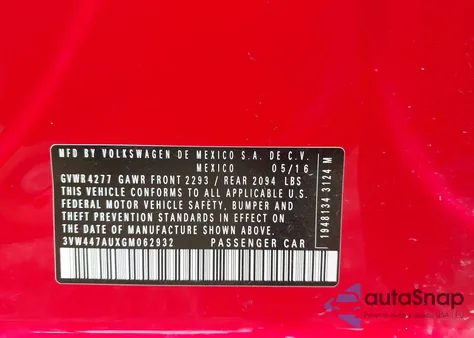 MFD BY VOLKSWAGEN DE MEXICO S.A. DE C.V.
MEXICO 05/16
GVWR4277 GAWR FRONT 2293 / REAR 2094 LBS
THIS VEHICLE CONFORMS TO ALL APPLICABLE U.S.
FEDERAL MOTOR VEHICLE SAFETY, BUMPER, AND
THEFT PREVENTION STANDARDS IN EFFECT ON
THE DATE OF MANUFACTURE SHOWN ABOVE.
3VW447AUXGM062932 PASSENGER CAR
1948134 3124 M
autoSnap